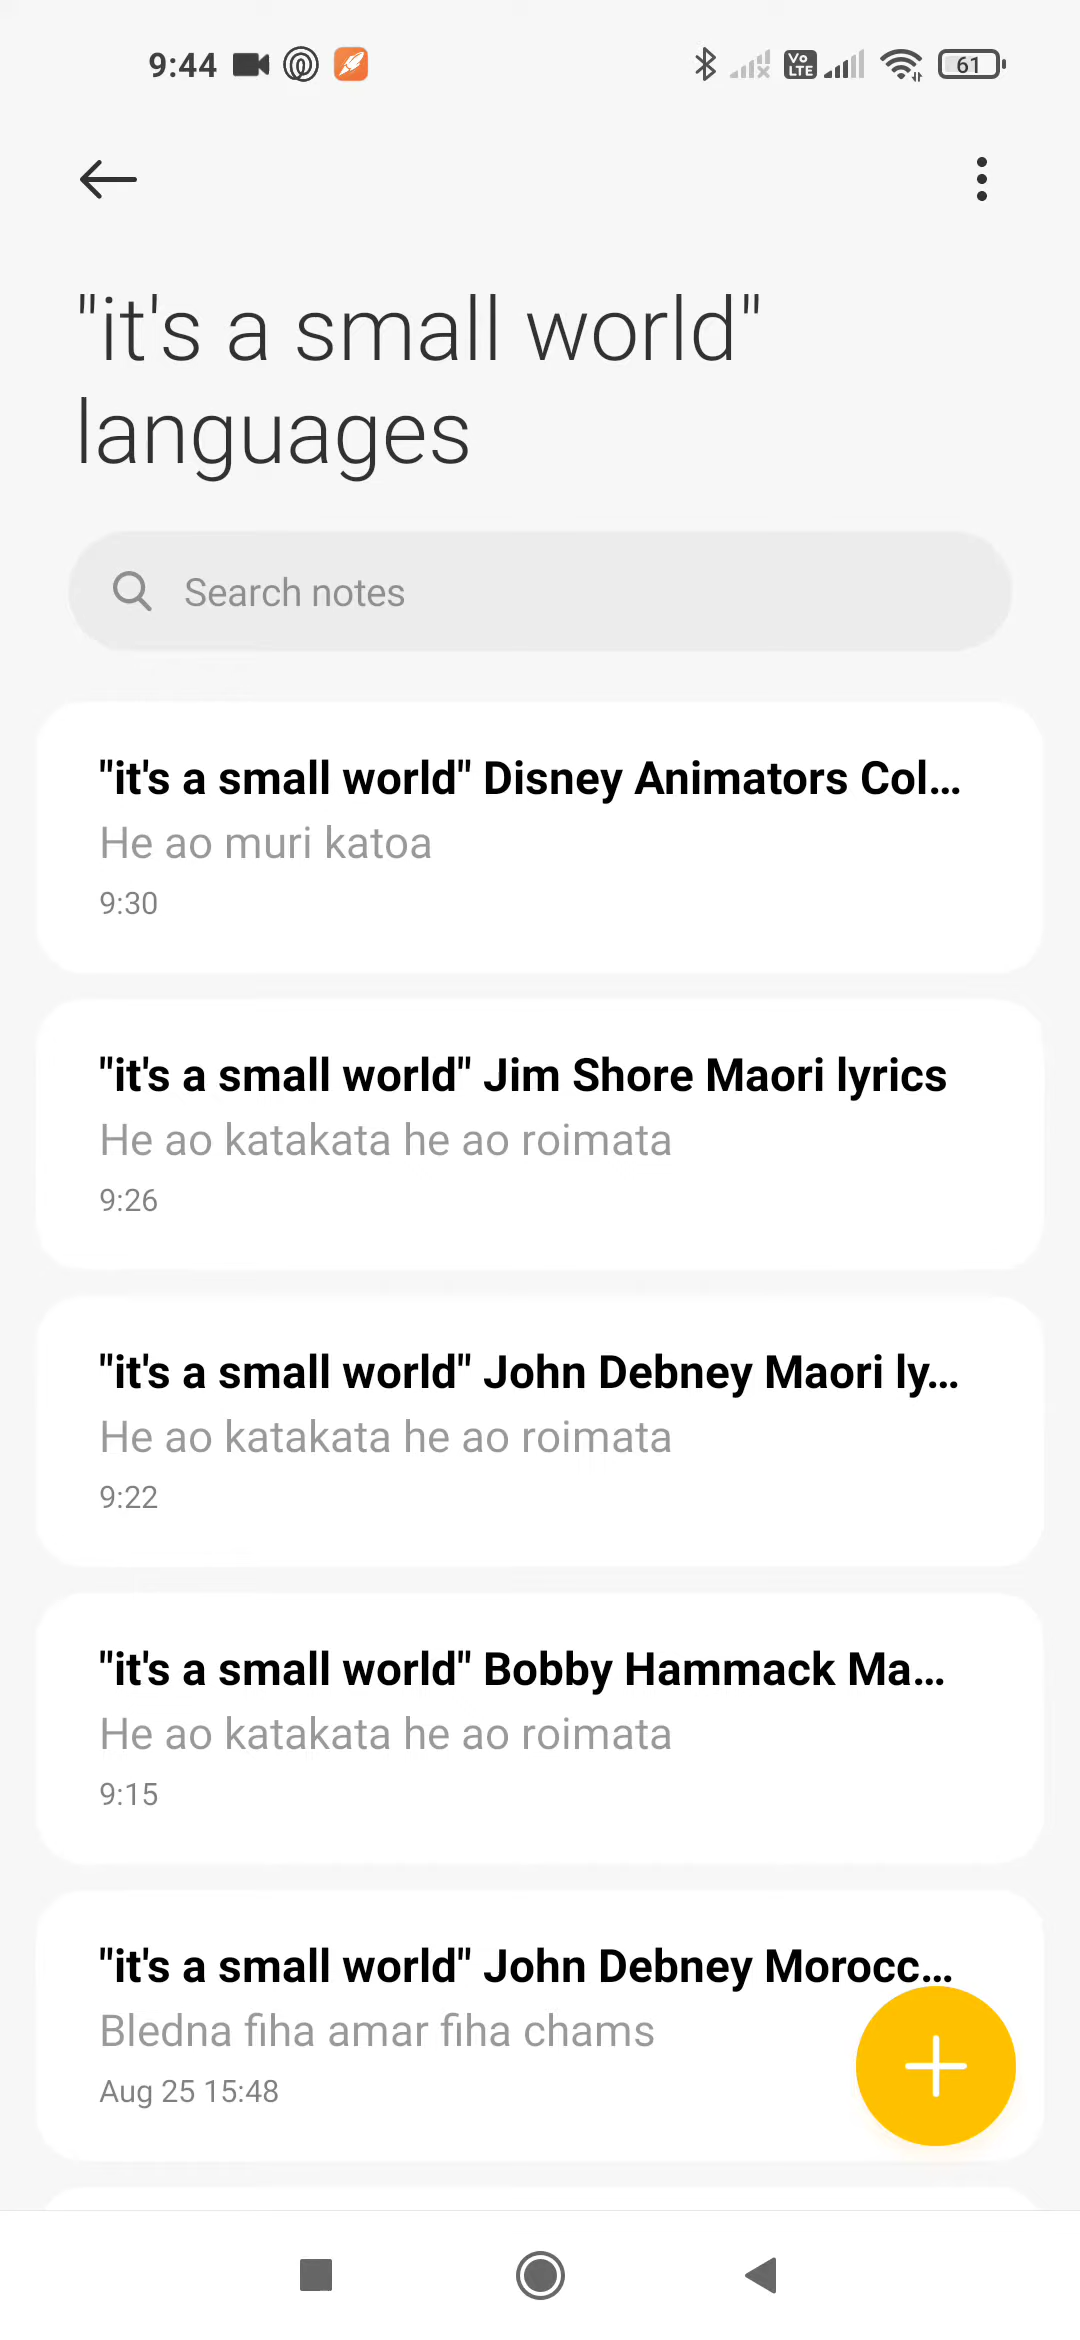 9:44
Vo LTE
61
"it's a small world"
languages
Search notes
"it's a small world" Disney Animators Col...
He ao muri katoa
9:30
"it's a small world" Jim Shore Maori lyrics
He ao katakata he ao roimata
9:26
"it's a small world" John Debney Maori ly...
He ao katakata he ao roimata
9:22
"it's a small world" Bobby Hammack Ma...
He ao katakata he ao roimata
9:15
"it's a small world" John Debney Morocc...
Bledna fiha amar fiha chams
Aug 25 15:48